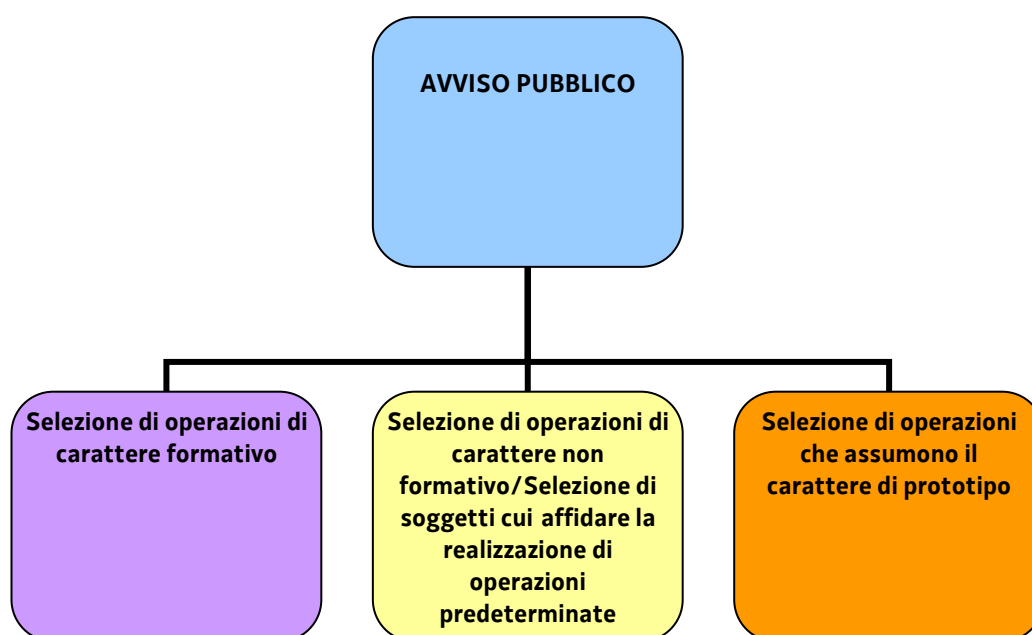 AVVISO PUBBLICO
Selezione di operazioni di
carattere formativo
Selezione di operazioni di
carattere non
formativo/Selezione di
soggetti cui affidare la
realizzazione di
operazioni
predeterminate
Selezione di operazioni
che assumono il
carattere di prototipo